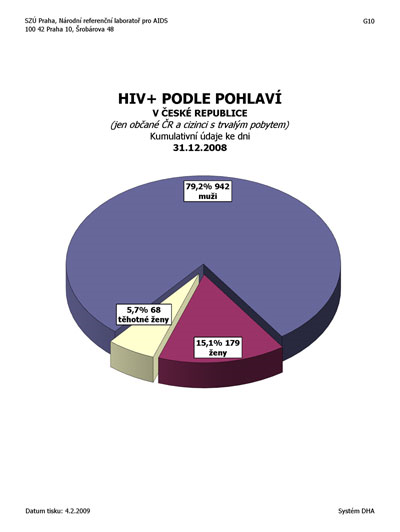 SZÚ Praha, Národní referenční laboratoř pro AIDS
100 42 Praha 10, Šrobárova 48
G10
HIV+ PODLE POHLAVÍ
V ČESKÉ REPUBLICE
(jen občané ČR a cizinci s trvalým pobytem)
Kumulativní údaje ke dni
31.12.2008
79,2% 942
muži
5,7% 68
těhotné ženy
15,1% 179
ženy
Datum tisku: 4.2.2009
Systém DHA